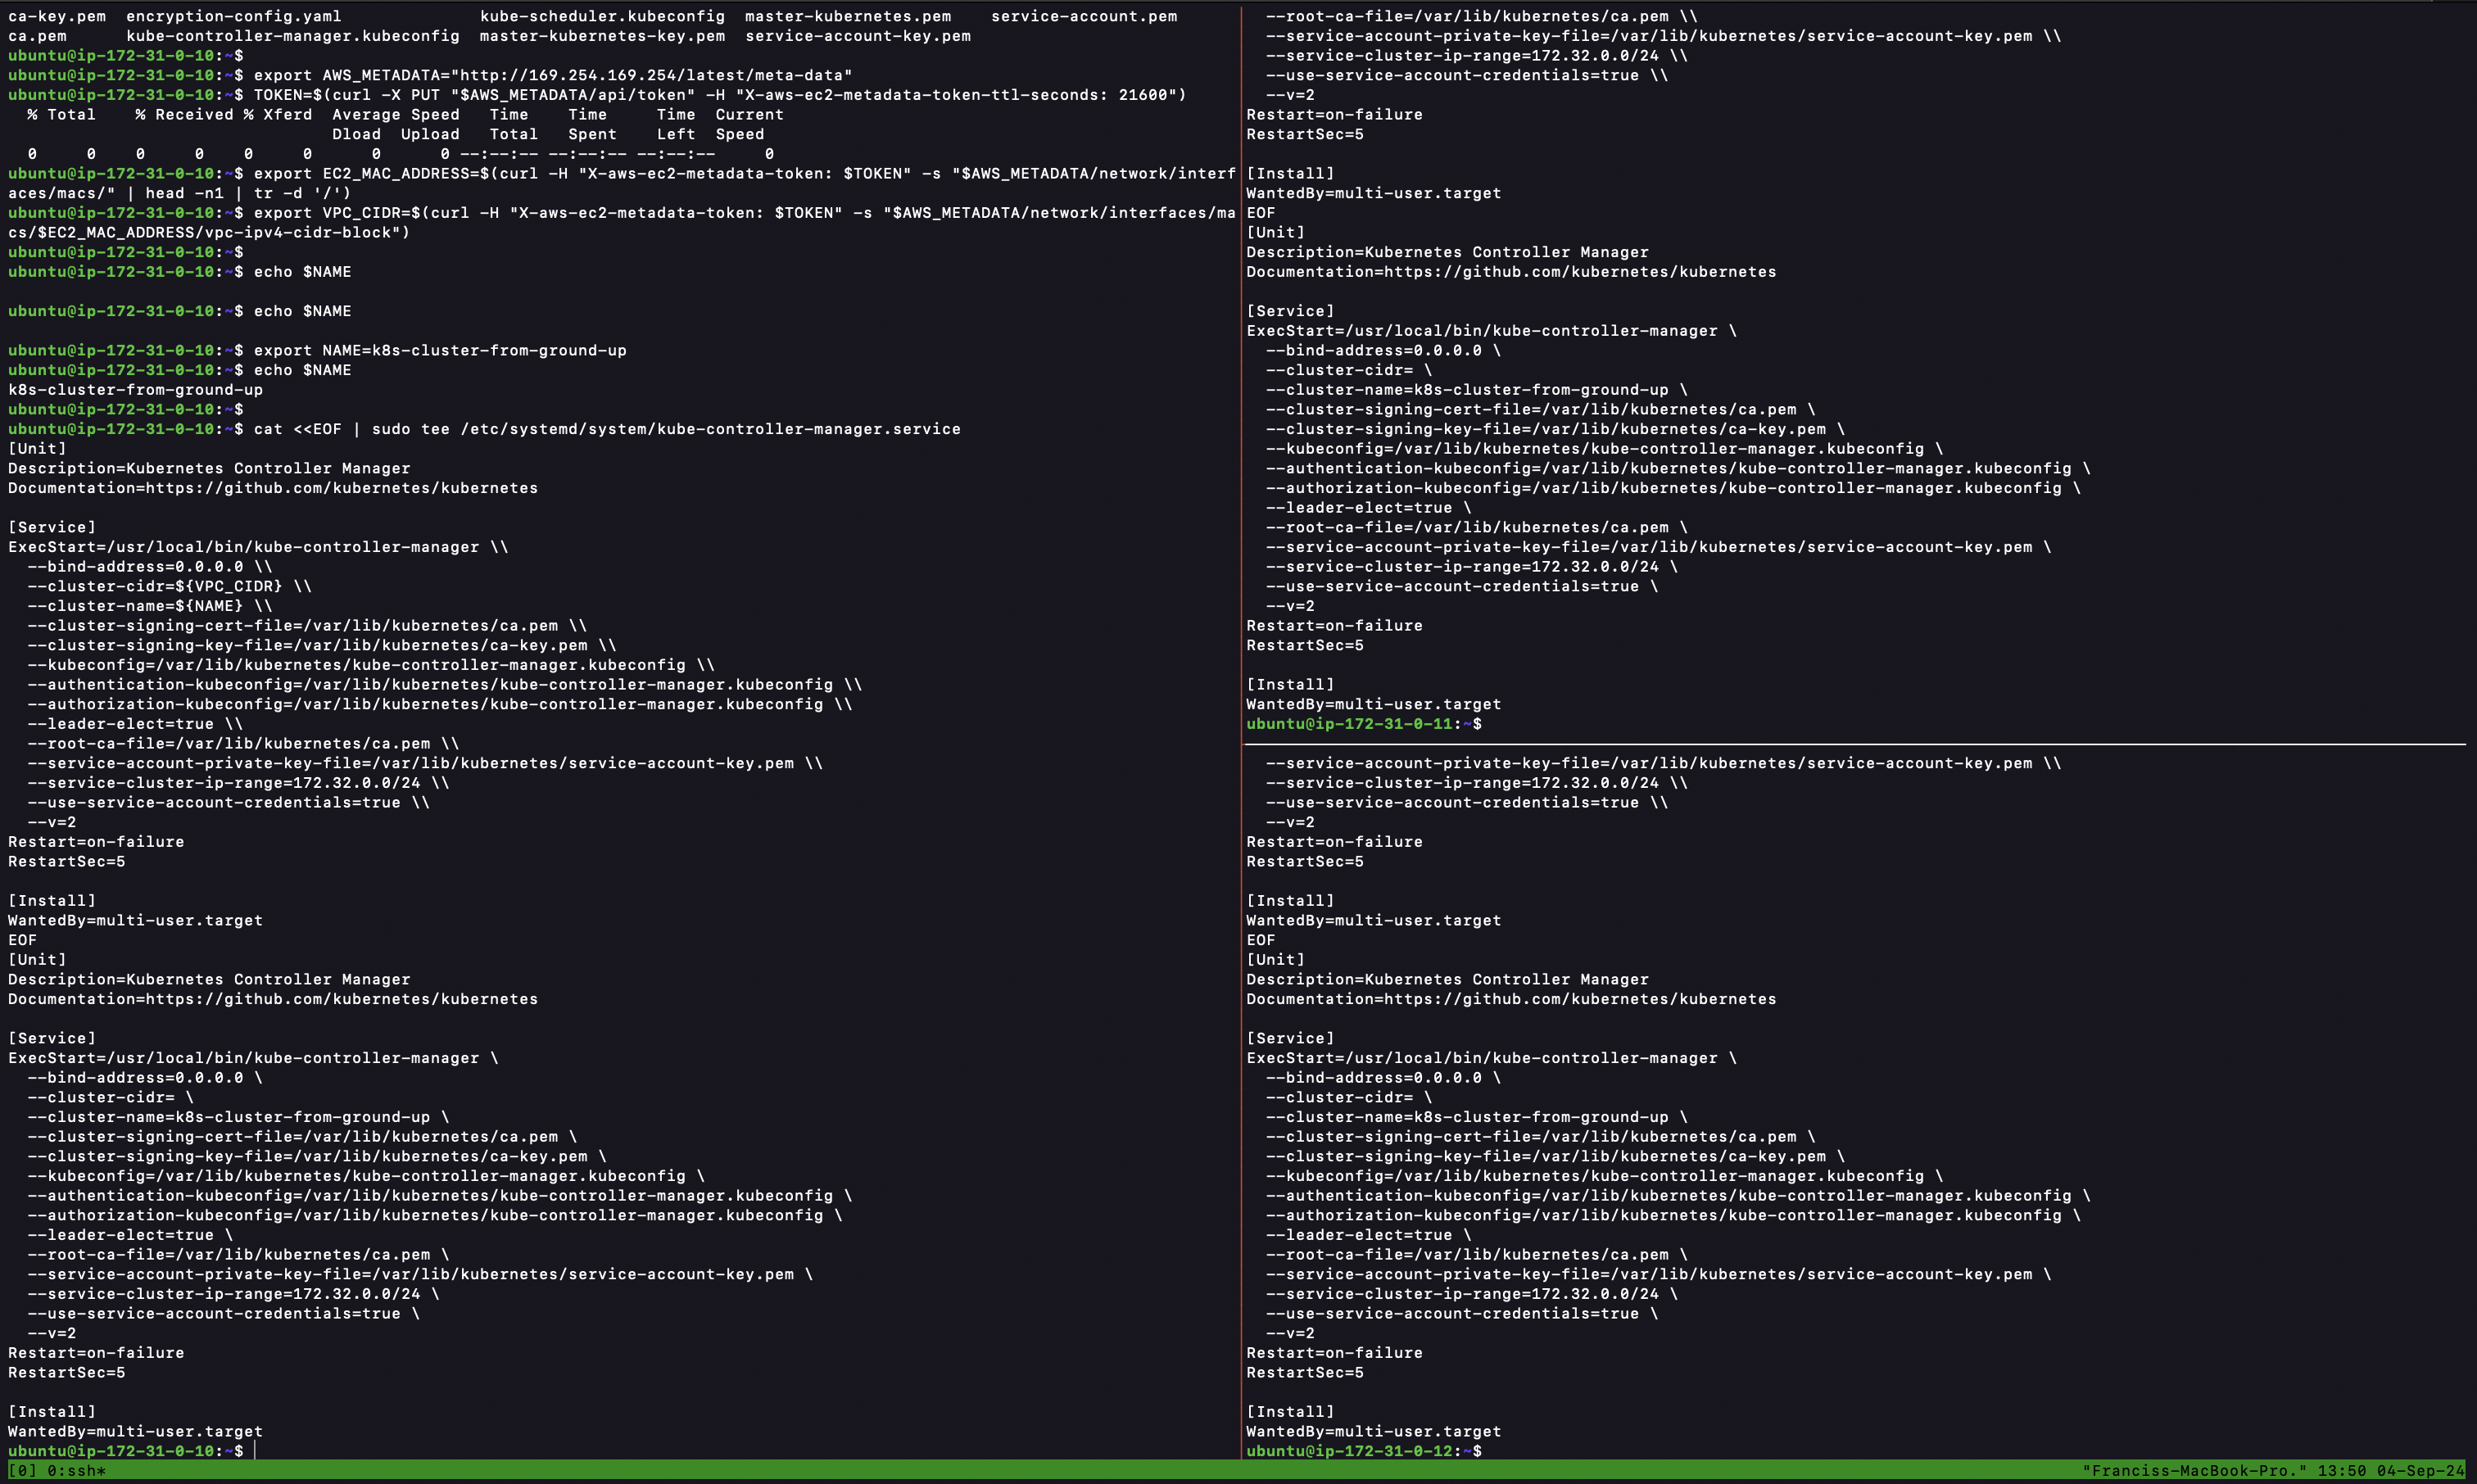 ca-key.pem  encryption-config.yaml              kube-scheduler.kubeconfig  master-kubernetes.pem    service-account.pem
ca.pem      kube-controller-manager.kubeconfig  master-kubernetes-key.pem  service-account-key.pem
ubuntu@ip-172-31-0-10:~$
ubuntu@ip-172-31-0-10:~$ export AWS_METADATA="http://169.254.169.254/latest/meta-data"
ubuntu@ip-172-31-0-10:~$ TOKEN=$(curl -X PUT "$AWS_METADATA/api/token" -H "X-aws-ec2-metadata-token-ttl-seconds: 21600")
  % Total    % Received % Xferd  Average Speed   Time    Time     Time  Current
                                 Dload  Upload   Total   Spent    Left  Speed
  0     0    0     0    0     0      0      0 --:--:-- --:--:-- --:--:--     0
ubuntu@ip-172-31-0-10:~$ export EC2_MAC_ADDRESS=$(curl -H "X-aws-ec2-metadata-token: $TOKEN" -s "$AWS_METADATA/network/interf
aces/macs/" | head -n1 | tr -d '/')
ubuntu@ip-172-31-0-10:~$ export VPC_CIDR=$(curl -H "X-aws-ec2-metadata-token: $TOKEN" -s "$AWS_METADATA/network/interfaces/ma
cs/$EC2_MAC_ADDRESS/vpc-ipv4-cidr-block")
ubuntu@ip-172-31-0-10:~$
ubuntu@ip-172-31-0-10:~$ echo $NAME
ubuntu@ip-172-31-0-10:~$ echo $NAME
ubuntu@ip-172-31-0-10:~$ export NAME=k8s-cluster-from-ground-up
ubuntu@ip-172-31-0-10:~$ echo $NAME
k8s-cluster-from-ground-up
ubuntu@ip-172-31-0-10:~$
ubuntu@ip-172-31-0-10:~$ cat <<EOF | sudo tee /etc/systemd/system/kube-controller-manager.service
[Unit]
Description=Kubernetes Controller Manager
Documentation=https://github.com/kubernetes/kubernetes
[Service]
ExecStart=/usr/local/bin/kube-controller-manager \\
  --bind-address=0.0.0.0 \\
  --cluster-cidr=${VPC_CIDR} \\
  --cluster-name=${NAME} \\
  --cluster-signing-cert-file=/var/lib/kubernetes/ca.pem \\
  --cluster-signing-key-file=/var/lib/kubernetes/ca-key.pem \\
  --kubeconfig=/var/lib/kubernetes/kube-controller-manager.kubeconfig \\
  --authentication-kubeconfig=/var/lib/kubernetes/kube-controller-manager.kubeconfig \\
  --authorization-kubeconfig=/var/lib/kubernetes/kube-controller-manager.kubeconfig \\
  --leader-elect=true \\
  --root-ca-file=/var/lib/kubernetes/ca.pem \\
  --service-account-private-key-file=/var/lib/kubernetes/service-account-key.pem \\
  --service-cluster-ip-range=172.32.0.0/24 \\
  --use-service-account-credentials=true \\
  --v=2
Restart=on-failure
RestartSec=5
[Install]
WantedBy=multi-user.target
EOF
[Unit]
Description=Kubernetes Controller Manager
Documentation=https://github.com/kubernetes/kubernetes
[Service]
ExecStart=/usr/local/bin/kube-controller-manager \
  --bind-address=0.0.0.0 \
  --cluster-cidr= \
  --cluster-name=k8s-cluster-from-ground-up \
  --cluster-signing-cert-file=/var/lib/kubernetes/ca.pem \
  --cluster-signing-key-file=/var/lib/kubernetes/ca-key.pem \
  --kubeconfig=/var/lib/kubernetes/kube-controller-manager.kubeconfig \
  --authentication-kubeconfig=/var/lib/kubernetes/kube-controller-manager.kubeconfig \
  --authorization-kubeconfig=/var/lib/kubernetes/kube-controller-manager.kubeconfig \
  --leader-elect=true \
  --root-ca-file=/var/lib/kubernetes/ca.pem \
  --service-account-private-key-file=/var/lib/kubernetes/service-account-key.pem \
  --service-cluster-ip-range=172.32.0.0/24 \
  --use-service-account-credentials=true \
  --v=2
Restart=on-failure
RestartSec=5
[Install]
WantedBy=multi-user.target
ubuntu@ip-172-31-0-10:~$
  --root-ca-file=/var/lib/kubernetes/ca.pem \\
  --service-account-private-key-file=/var/lib/kubernetes/service-account-key.pem \\
  --service-cluster-ip-range=172.32.0.0/24 \\
  --use-service-account-credentials=true \\
  --v=2
Restart=on-failure
RestartSec=5
[Install]
WantedBy=multi-user.target
EOF
[Unit]
Description=Kubernetes Controller Manager
Documentation=https://github.com/kubernetes/kubernetes
[Service]
ExecStart=/usr/local/bin/kube-controller-manager \
  --bind-address=0.0.0.0 \
  --cluster-cidr= \
  --cluster-name=k8s-cluster-from-ground-up \
  --cluster-signing-cert-file=/var/lib/kubernetes/ca.pem \
  --cluster-signing-key-file=/var/lib/kubernetes/ca-key.pem \
  --kubeconfig=/var/lib/kubernetes/kube-controller-manager.kubeconfig \
  --authentication-kubeconfig=/var/lib/kubernetes/kube-controller-manager.kubeconfig \
  --authorization-kubeconfig=/var/lib/kubernetes/kube-controller-manager.kubeconfig \
  --leader-elect=true \
  --root-ca-file=/var/lib/kubernetes/ca.pem \
  --service-account-private-key-file=/var/lib/kubernetes/service-account-key.pem \
  --service-cluster-ip-range=172.32.0.0/24 \
  --use-service-account-credentials=true \
  --v=2
Restart=on-failure
RestartSec=5
[Install]
WantedBy=multi-user.target
ubuntu@ip-172-31-0-11:~$
  --service-account-private-key-file=/var/lib/kubernetes/service-account-key.pem \\
  --service-cluster-ip-range=172.32.0.0/24 \\
  --use-service-account-credentials=true \\
  --v=2
Restart=on-failure
RestartSec=5
[Install]
WantedBy=multi-user.target
EOF
[Unit]
Description=Kubernetes Controller Manager
Documentation=https://github.com/kubernetes/kubernetes
[Service]
ExecStart=/usr/local/bin/kube-controller-manager \
  --bind-address=0.0.0.0 \
  --cluster-cidr= \
  --cluster-name=k8s-cluster-from-ground-up \
  --cluster-signing-cert-file=/var/lib/kubernetes/ca.pem \
  --cluster-signing-key-file=/var/lib/kubernetes/ca-key.pem \
  --kubeconfig=/var/lib/kubernetes/kube-controller-manager.kubeconfig \
  --authentication-kubeconfig=/var/lib/kubernetes/kube-controller-manager.kubeconfig \
  --authorization-kubeconfig=/var/lib/kubernetes/kube-controller-manager.kubeconfig \
  --leader-elect=true \
  --root-ca-file=/var/lib/kubernetes/ca.pem \
  --service-account-private-key-file=/var/lib/kubernetes/service-account-key.pem \
  --service-cluster-ip-range=172.32.0.0/24 \
  --use-service-account-credentials=true \
  --v=2
Restart=on-failure
RestartSec=5
[Install]
WantedBy=multi-user.target
ubuntu@ip-172-31-0-12:~$
[0] 0:ssh* "Franciss-MacBook-Pro." 13:50 04-Sep-24